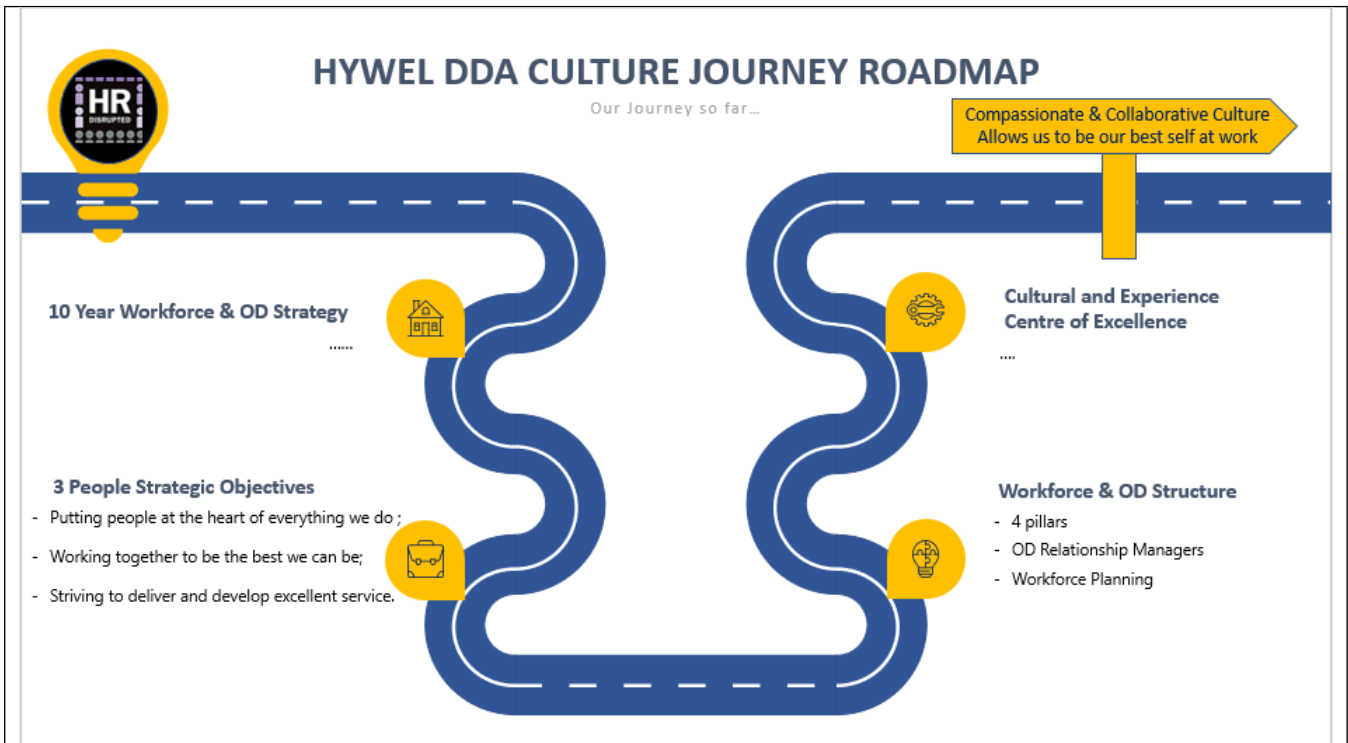 HYWEL DDA CULTURE JOURNEY ROADMAP
Our Journey so far…
HR
DISRUPTED
Compassionate & Collaborative Culture
Allows us to be our best self at work
10 Year Workforce & OD Strategy
……
3 People Strategic Objectives
- Putting people at the heart of everything we do ;
- Working together to be the best we can be;
- Striving to deliver and develop excellent service.
Cultural and Experience
Centre of Excellence
….
Workforce & OD Structure
- 4 pillars
- OD Relationship Managers
- Workforce Planning